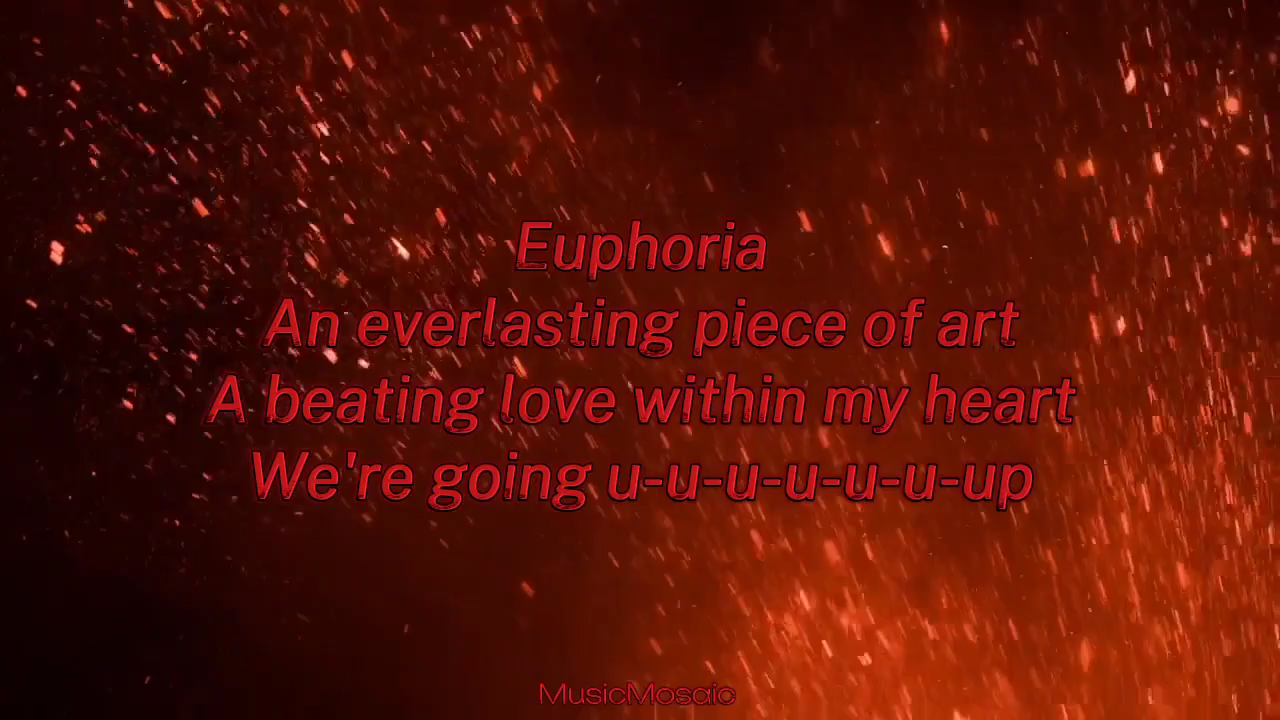 Euphoria
An everlasting piece of art
A beating love within my heart
We're going u-u-u-u-u-u-up
MusicMosaic